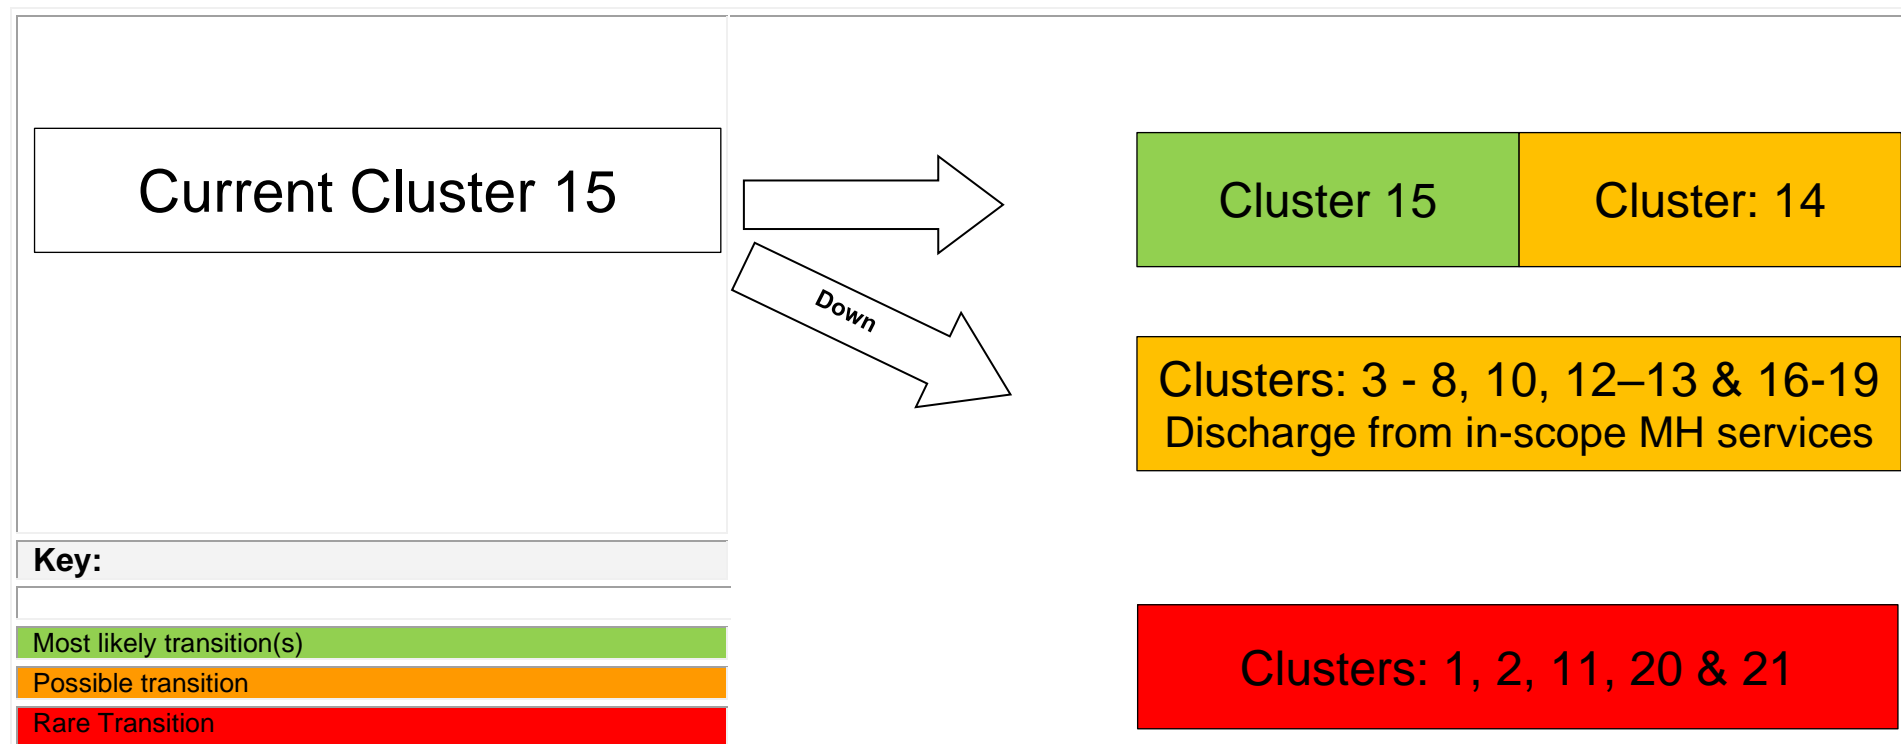 Current Cluster 15
Cluster 15
Cluster: 14
Down
Clusters: 3 - 8, 10, 12–13 & 16-19
Discharge from in-scope MH services
Key:
Most likely transition(s)
Possible transition
Rare Transition
Clusters: 1, 2, 11, 20 & 21